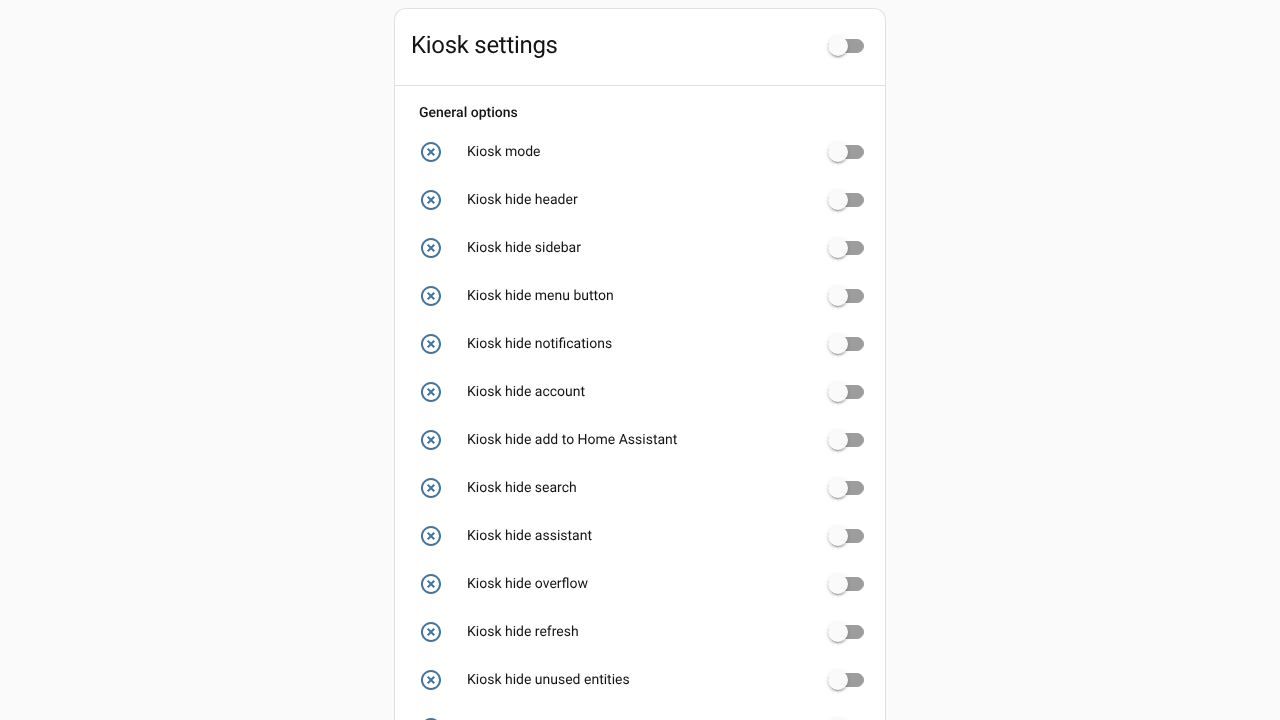 Kiosk settings
General options
Kiosk mode
Kiosk hide header
Kiosk hide sidebar
Kiosk hide menu button
Kiosk hide notifications
Kiosk hide account
Kiosk hide add to Home Assistant
Kiosk hide search
Kiosk hide assistant
Kiosk hide overflow
Kiosk hide refresh
Kiosk hide unused entities